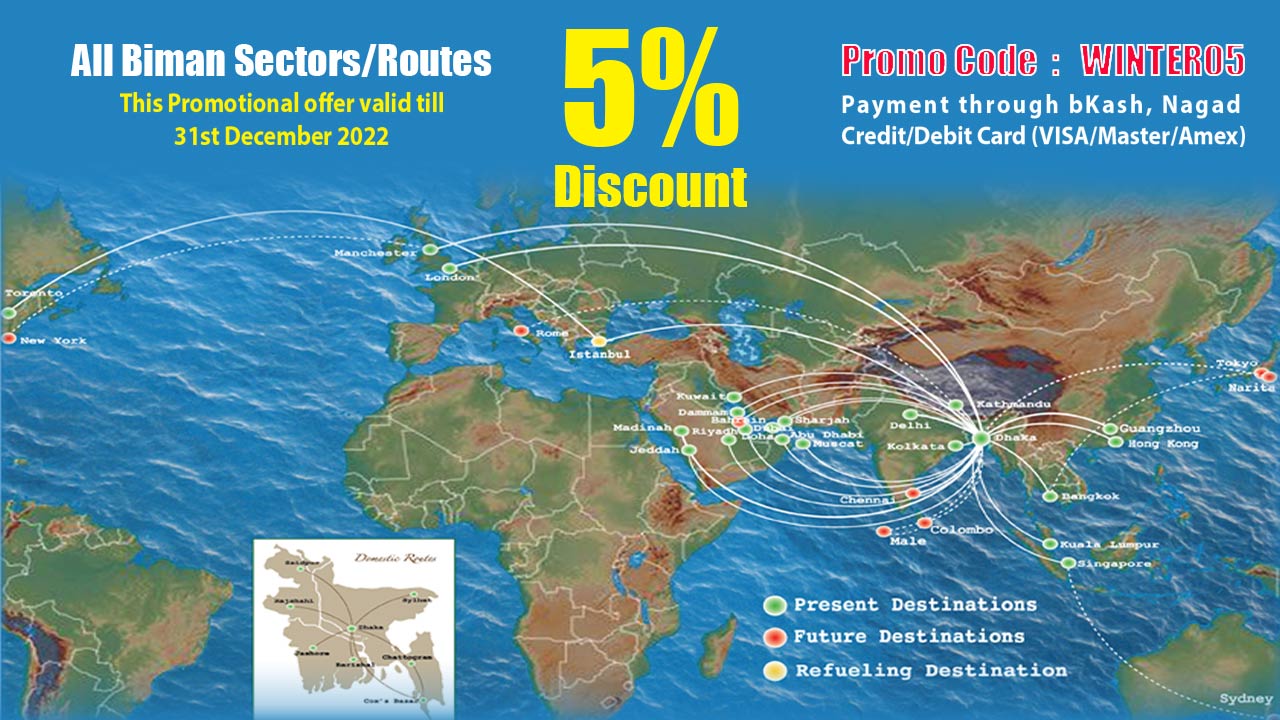 All Biman Sectors/Routes
This Promotional offer valid till
31st December 2022
5%
Discount
Promo Code : WINTER05
Payment through bKash, Nagad
Credit/Debit Card (VISA/Master/Amex)
Manchester
London
Toronto
New York
Rome
Istanbul
Tokyo
Narita
Kuwait
Dammam
Bahrain
Sharjah
Madinah
Riyadh
Dubai
Doha
Abu Dhabi
Muscat
Jeddah
Kathmandu
Delhi
Dhaka
Kolkata
Guangzhou
Hong Kong
Chennai
Bangkok
Colombo
Male
Kuala Lumpur
Singapore
Domestic Routes
Saidpur
Rajshahi
Sylhet
Dhaka
Jashore
Barishal
Chattogram
Cox's Bazar
Present Destinations
Future Destinations
Refueling Destination
Sydney